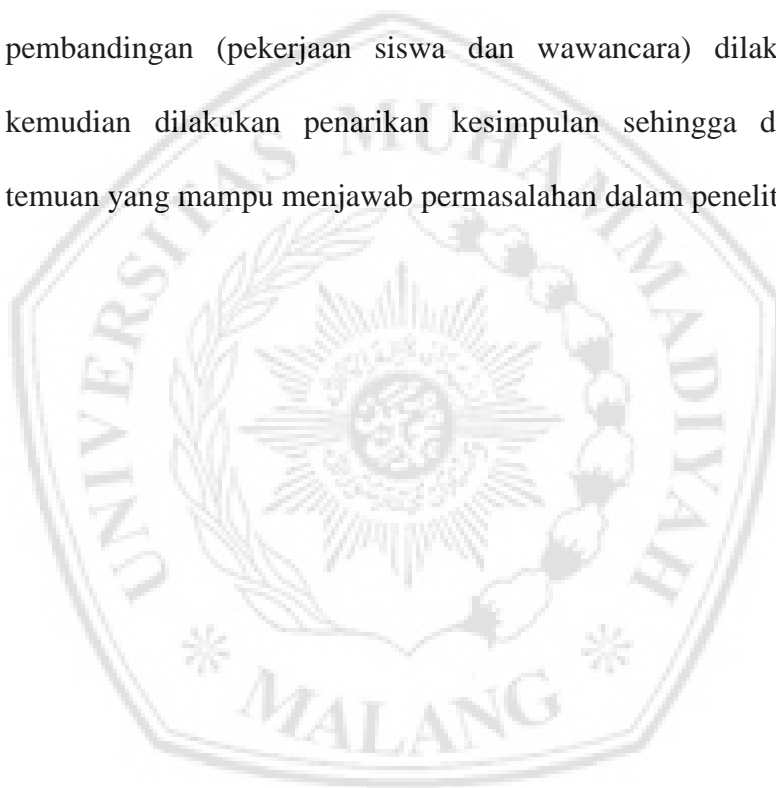 pembandingan (pekerjaan siswa dan wawancara) dilak
kemudian dilakukan penarikan kesimpulan sehingga d
temuan yang mampu menjawab permasalahan dalam penelit
UNIVERSITAS MUHAMMADIYAH
MALANG